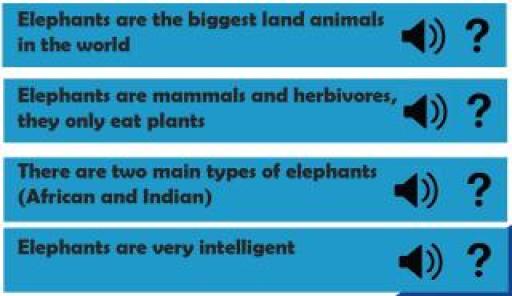 Elephants are the biggest land animals
in the world
?
Elephants are mammals and herbivores,
they only eat plants
?
There are two main types of elephants
(African and Indian)
?
Elephants are very intelligent
?